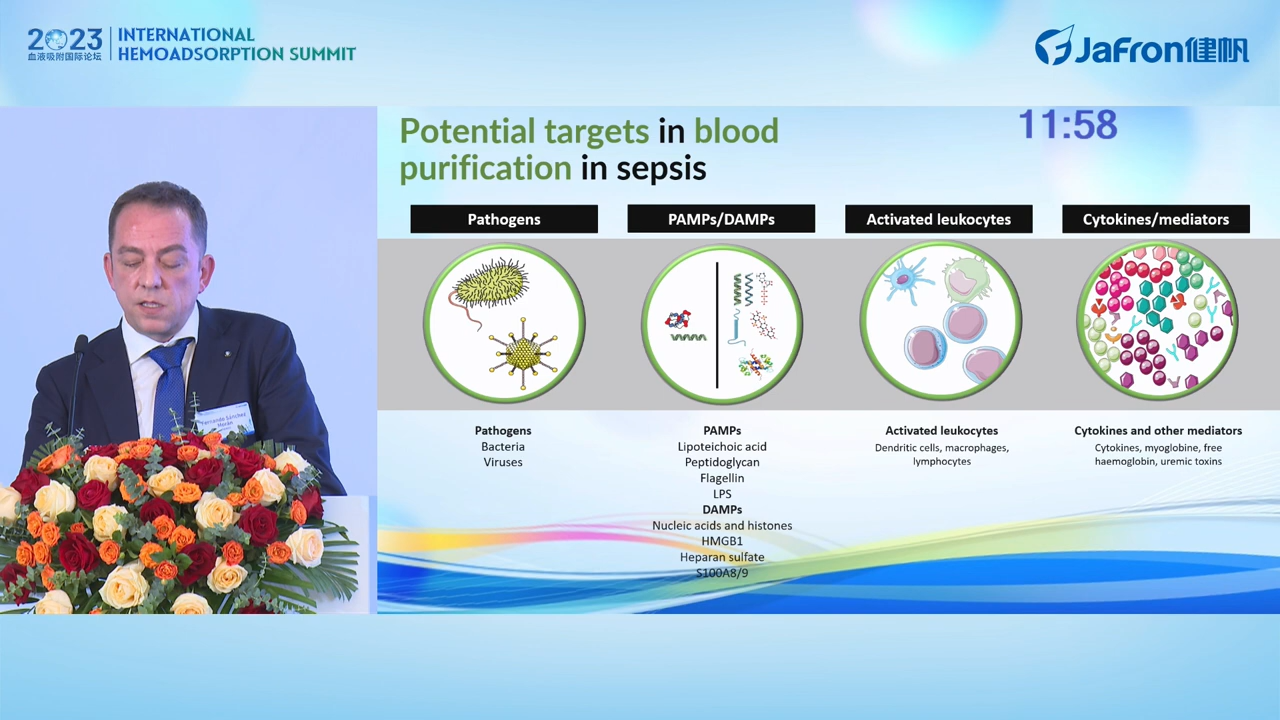 2023
血液吸附国际论坛
INTERNATIONAL
HEMOADSORPTION SUMMIT
JaFron健帆
11:58
Potential targets in blood
purification in sepsis
Pathogens
PAMPs/DAMPs
Activated leukocytes
Cytokines/mediators
Pathogens
Bacteria
Viruses
PAMPs
Lipoteichoic acid
Peptidoglycan
Flagellin
LPS
DAMPs
Nucleic acids and histones
HMGB1
Heparan sulfate
S100A8/9
Activated leukocytes
Dendritic cells, macrophages,
lymphocytes
Cytokines and other mediators
Cytokines, myoglobine, free
haemoglobin, uremic toxins
Fernando Sánchez
Morán